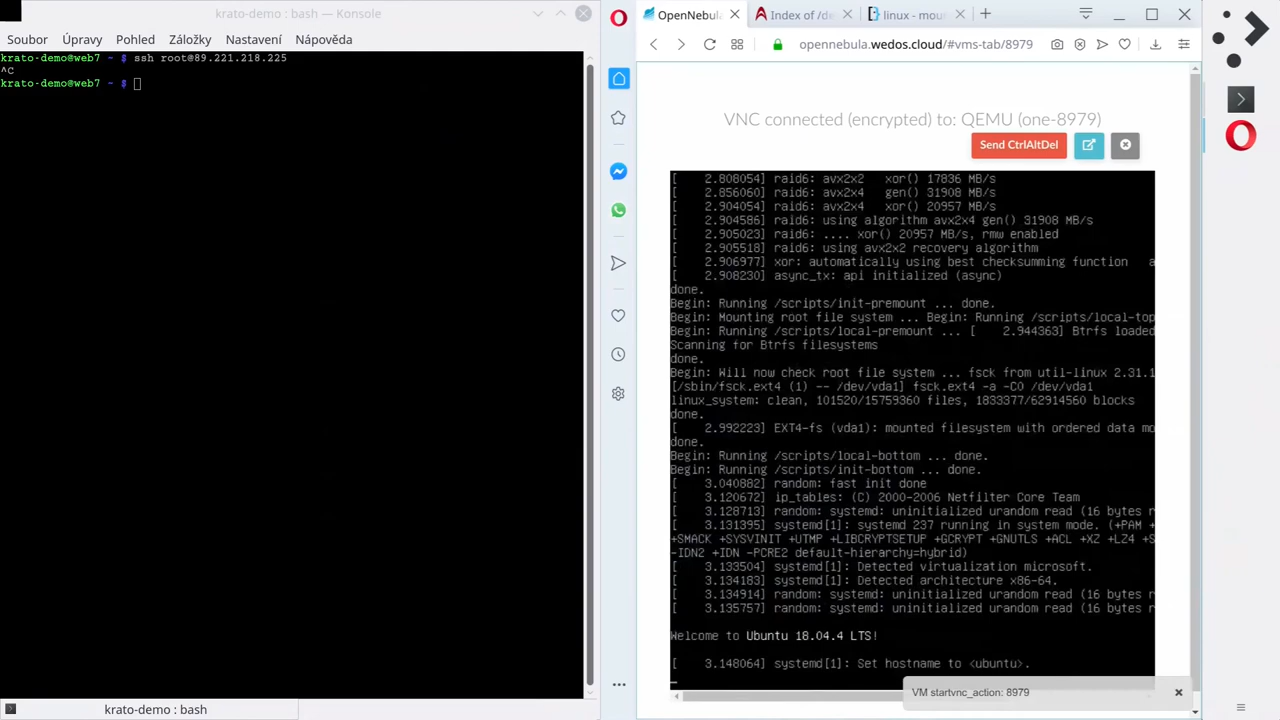 krato-demo : bash — Konsole
Soubor Úpravy Pohled Záložky Nastavení Nápověda
krato-demo@web7 ~ $ ssh root@89.221.218.225
^C
krato-demo@web7 ~ $
krato-demo : bash
OpenNebula
Index of /de
linux - mou
opennebula.wedos.cloud/#vms-tab/8979
VNC connected (encrypted) to: QEMU (one-8979)
Send CtrlAltDel
[    2.808054] raid6: avx2x2   xor() 17836 MB/s
[    2.856060] raid6: avx2x4   gen() 31908 MB/s
[    2.904054] raid6: avx2x4   xor() 20957 MB/s
[    2.904586] raid6: using algorithm avx2x4 gen() 31908 MB/s
[    2.905023] raid6: .... xor() 20957 MB/s, rmw enabled
[    2.905518] raid6: using avx2x2 recovery algorithm
[    2.906977] xor: automatically using best checksumming function   a
[    2.908230] async_tx: api initialized (async)
done.
Begin: Running /scripts/init-premount ... done.
Begin: Mounting root file system ... Begin: Running /scripts/local-top
Begin: Running /scripts/local-premount ... [    2.944363] Btrfs loaded
Scanning for Btrfs filesystems
done.
Begin: Will now check root file system ... fsck from util-linux 2.31.1
[/sbin/fsck.ext4 (1) -- /dev/vda1] fsck.ext4 -a -C0 /dev/vda1
linux_system: clean, 101520/15759360 files, 1833377/62914560 blocks
done.
[    2.992223] EXT4-fs (vda1): mounted filesystem with ordered data mo
done.
Begin: Running /scripts/local-bottom ... done.
Begin: Running /scripts/init-bottom ... done.
[    3.040882] random: fast init done
[    3.120672] ip_tables: (C) 2000-2006 Netfilter Core Team
[    3.128713] random: systemd: uninitialized urandom read (16 bytes r
[    3.131395] systemd[1]: systemd 237 running in system mode. (+PAM +
+SMACK +SYSVINIT +UTMP +LIBCRYPTSETUP +GCRYPT +GNUTLS +ACL +XZ +LZ4 +S
-IDN2 +IDN -PCRE2 default-hierarchy=hybrid)
[    3.133504] systemd[1]: Detected virtualization microsoft.
[    3.134183] systemd[1]: Detected architecture x86-64.
[    3.134914] random: systemd: uninitialized urandom read (16 bytes r
[    3.135757] random: systemd: uninitialized urandom read (16 bytes r
Welcome to Ubuntu 18.04.4 LTS!
[    3.148064] systemd[1]: Set hostname to <ubuntu>.
VM startvnc_action: 8979